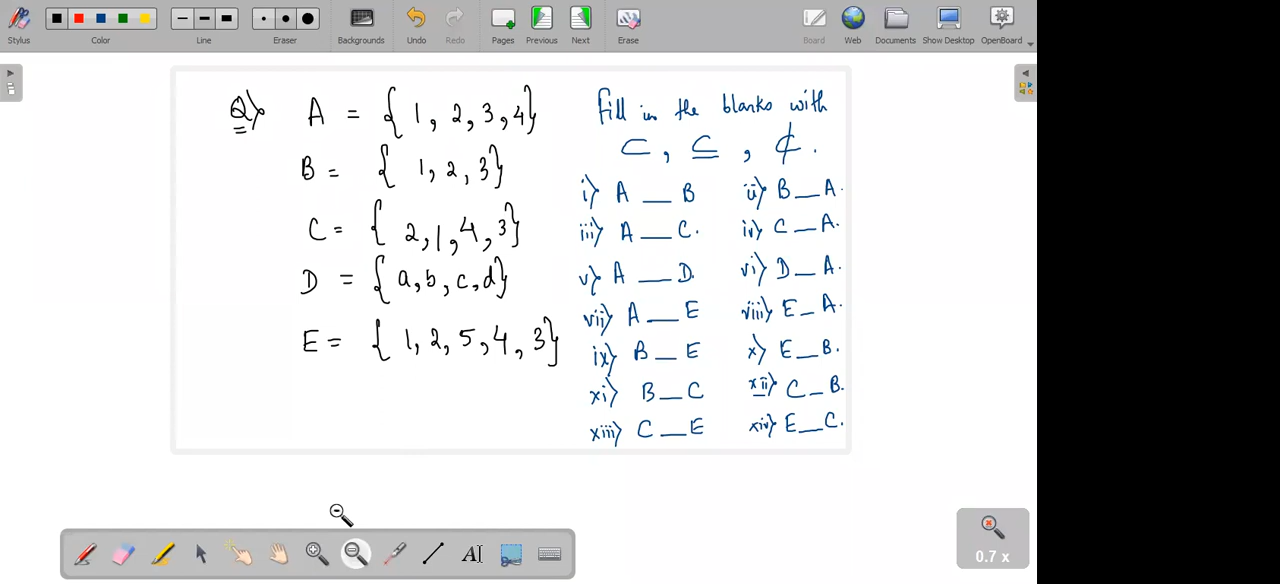 Stylus Color Line Eraser Backgrounds Undo Redo Pages Previous Next Erase Board Web Documents Show Desktop OpenBoard
Q> A = { 1, 2, 3, 4}
B = { 1, 2, 3}
C = { 2, 1, 4, 3}
D = { a, b, c, d}
E = { 1, 2, 5, 4, 3}
Fill in the blanks with
⊂, ⊆, ⊄.
i> A __ B ii> B __ A.
iii> A __ C. iv> C __ A.
v> A __ D. vi> D __ A.
vii> A __ E viii> E _ A.
ix> B __ E x> E __ B.
xi> B __ C xii> C _ B.
xiii> C __ E xiv> E __ C.
AI
0.7 x